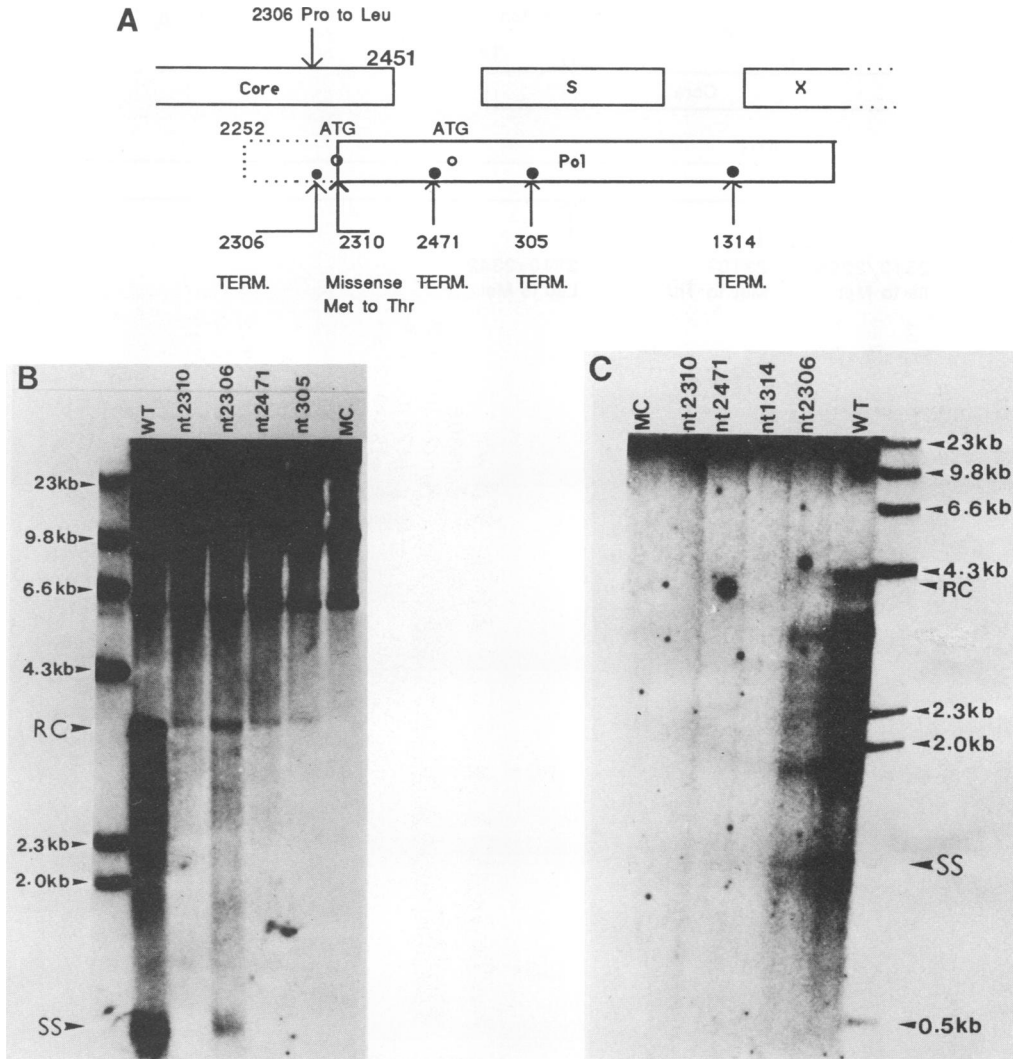 A
2306 Pro to Leu
2451
Core
S
X
2252
ATG
ATG
Pol
2306
2310
2471
305
1314
TERM.
Missense
TERM.
TERM.
TERM.
Met to Thr
B
WT
nt2310
nt2306
nt2471
nt305
MC
23kb
9.8kb
6.6kb
4.3kb
RC
2.3kb
2.0kb
SS
C
MC
nt2310
nt2471
nt1314
nt2306
WT
23kb
9.8kb
6.6kb
4.3kb
RC
2.3kb
2.0kb
SS
0.5kb